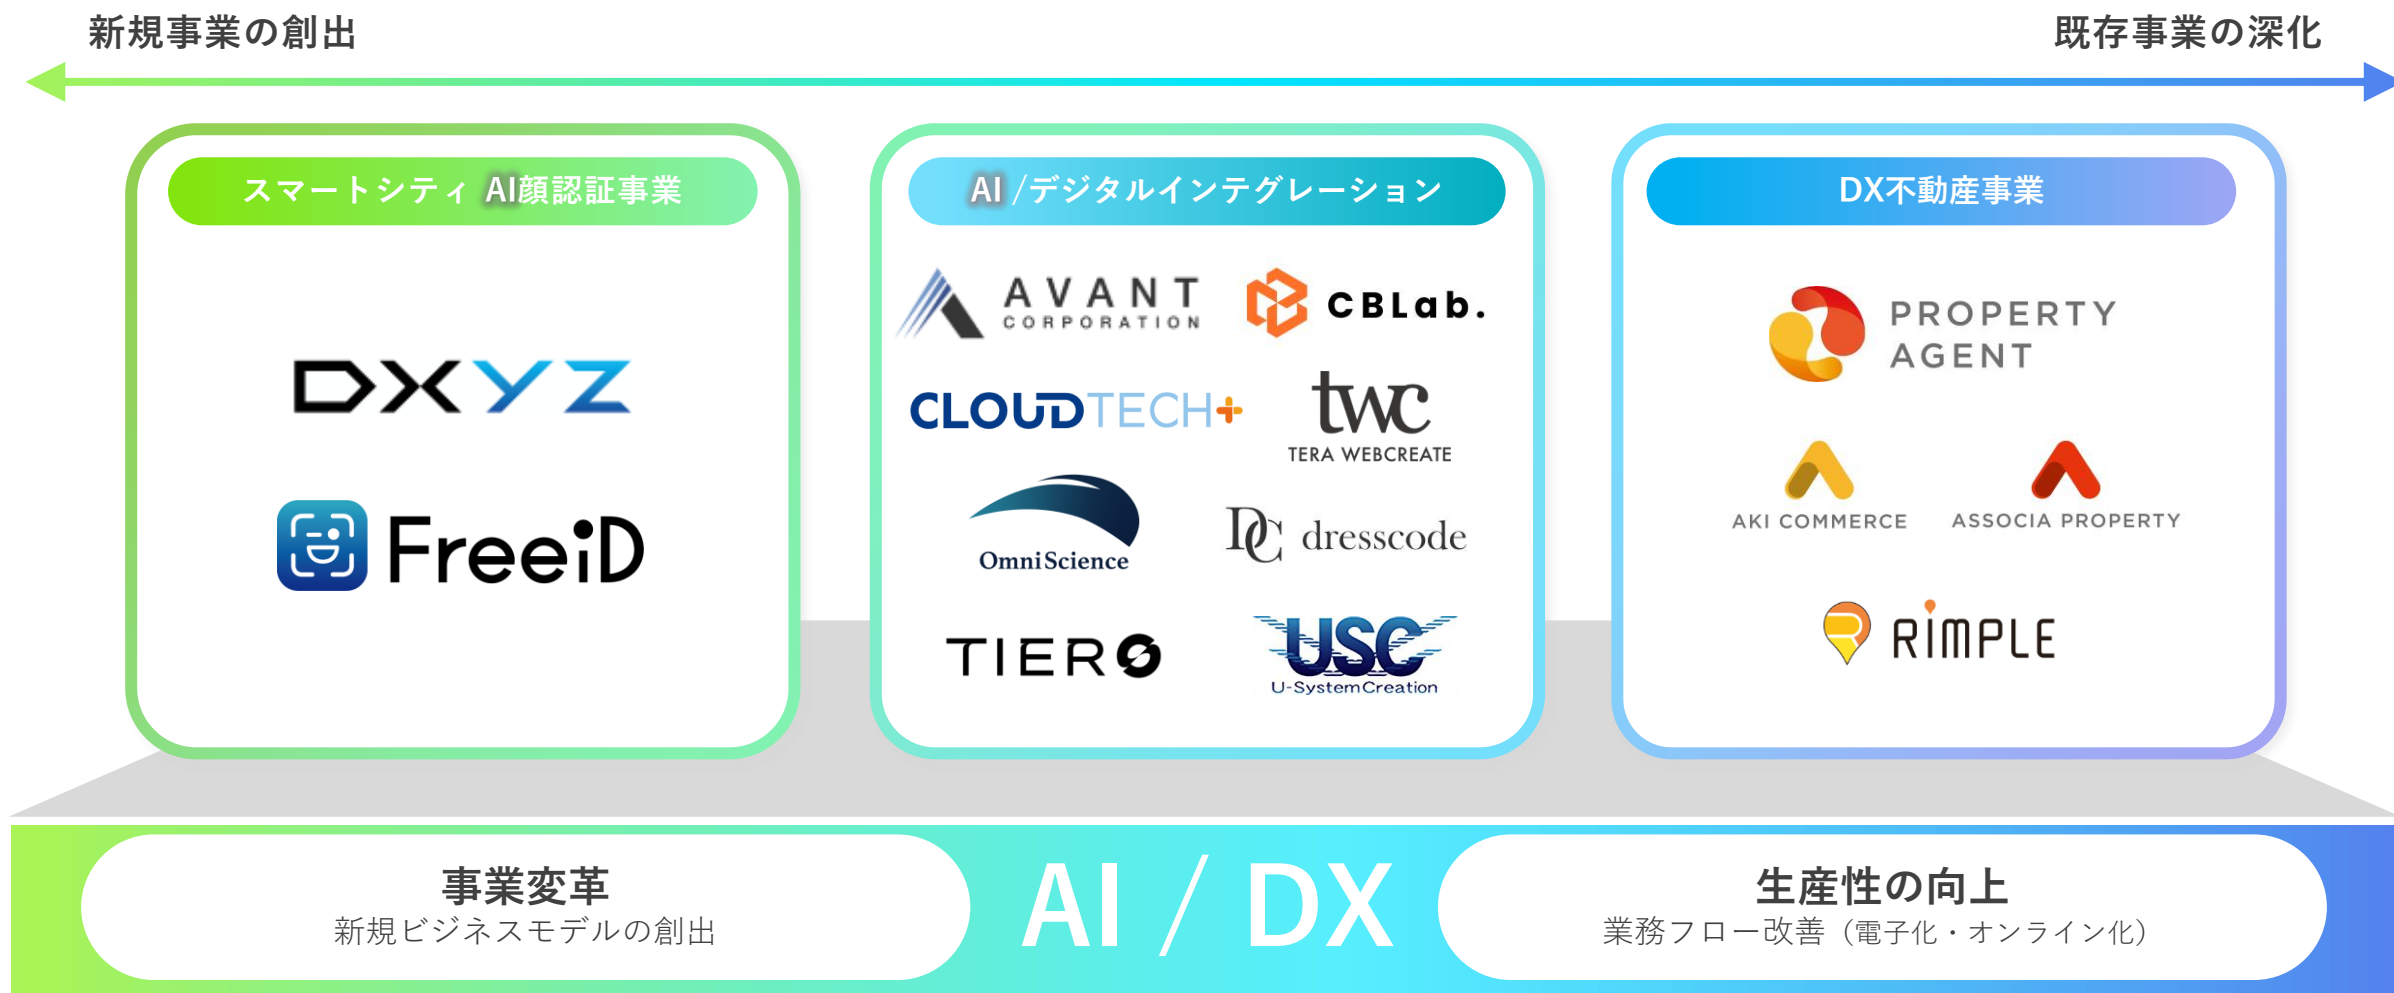 新規事業の創出
既存事業の深化
スマートシティ AI顔認証事業
DXYZ
FreeiD
AI /デジタルインテグレーション
AVANT
CORPORATION
CBLab.
CLOUDTECH+
twc
TERA WEBCREATE
OmniScience
DC dresscode
TIERS
USC
U-SystemCreation
DX不動産事業
PROPERTY
AGENT
AKI COMMERCE
ASSOCIA PROPERTY
RIMPLE
事業変革
新規ビジネスモデルの創出
AI / DX
生産性の向上
業務フロー改善（電子化・オンライン化）